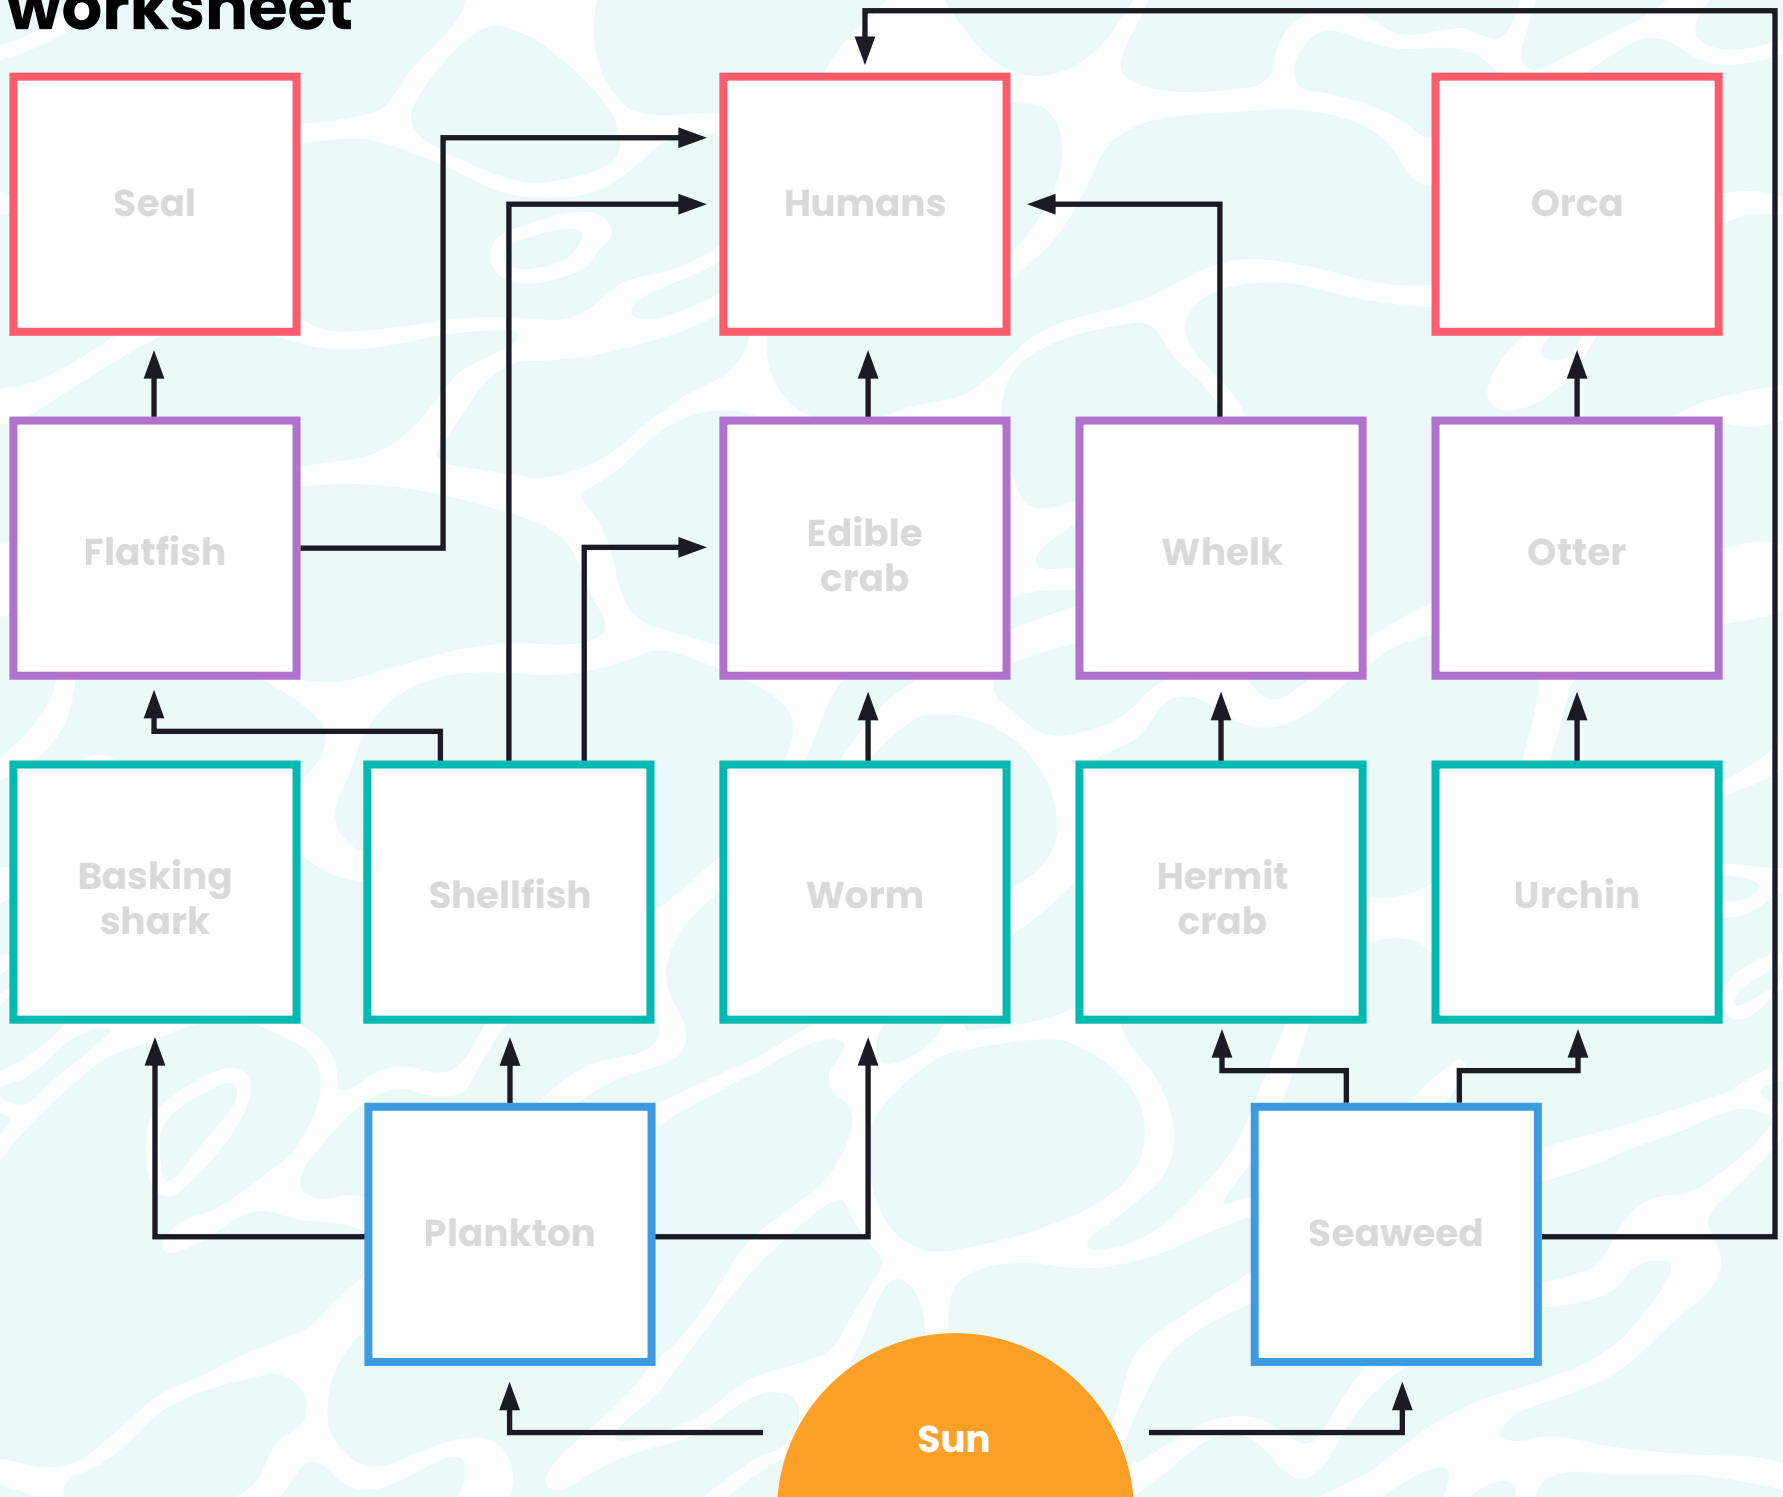 worksheet
Seal
Humans
Orca
Flatfish
Edible
crab
Whelk
Otter
Basking
shark
Shellfish
Worm
Hermit
crab
Urchin
Plankton
Seaweed
Sun